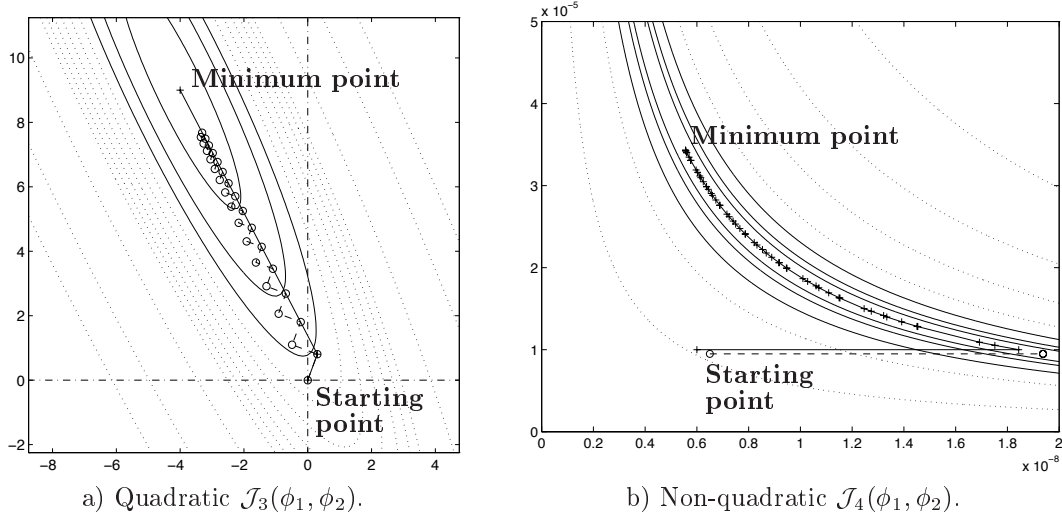 10
8
6
4
2
0
−2
−8 −6 −4 −2 0 2 4
Minimum point
Starting
point
a) Quadratic 𝒥₃(ϕ₁, ϕ₂).
5 x 10⁻⁵
4
3
2
1
0
0 0.2 0.4 0.6 0.8 1 1.2 1.4 1.6 1.8 2
x 10⁻⁸
Minimum point
Starting
point
b) Non-quadratic 𝒥₄(ϕ₁, ϕ₂).